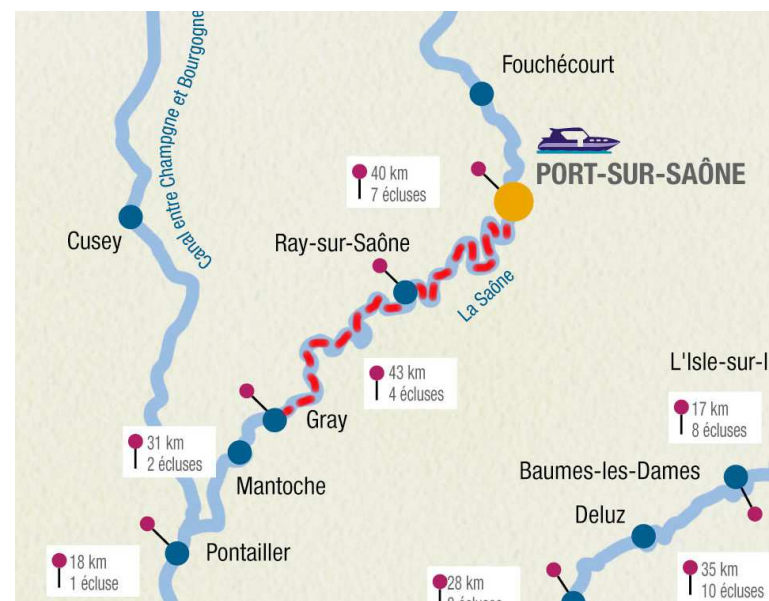 Canal entre Champgne et Bourgogne
Fouchécourt
PORT-SUR-SAÔNE
40 km
7 écluses
Cusey
Ray-sur-Saône
La Saône
43 km
4 écluses
L'Isle-sur-
17 km
8 écluses
Gray
31 km
2 écluses
Mantoche
Baumes-les-Dames
Deluz
Pontailler
18 km
1 écluse
35 km
10 écluses
28 km